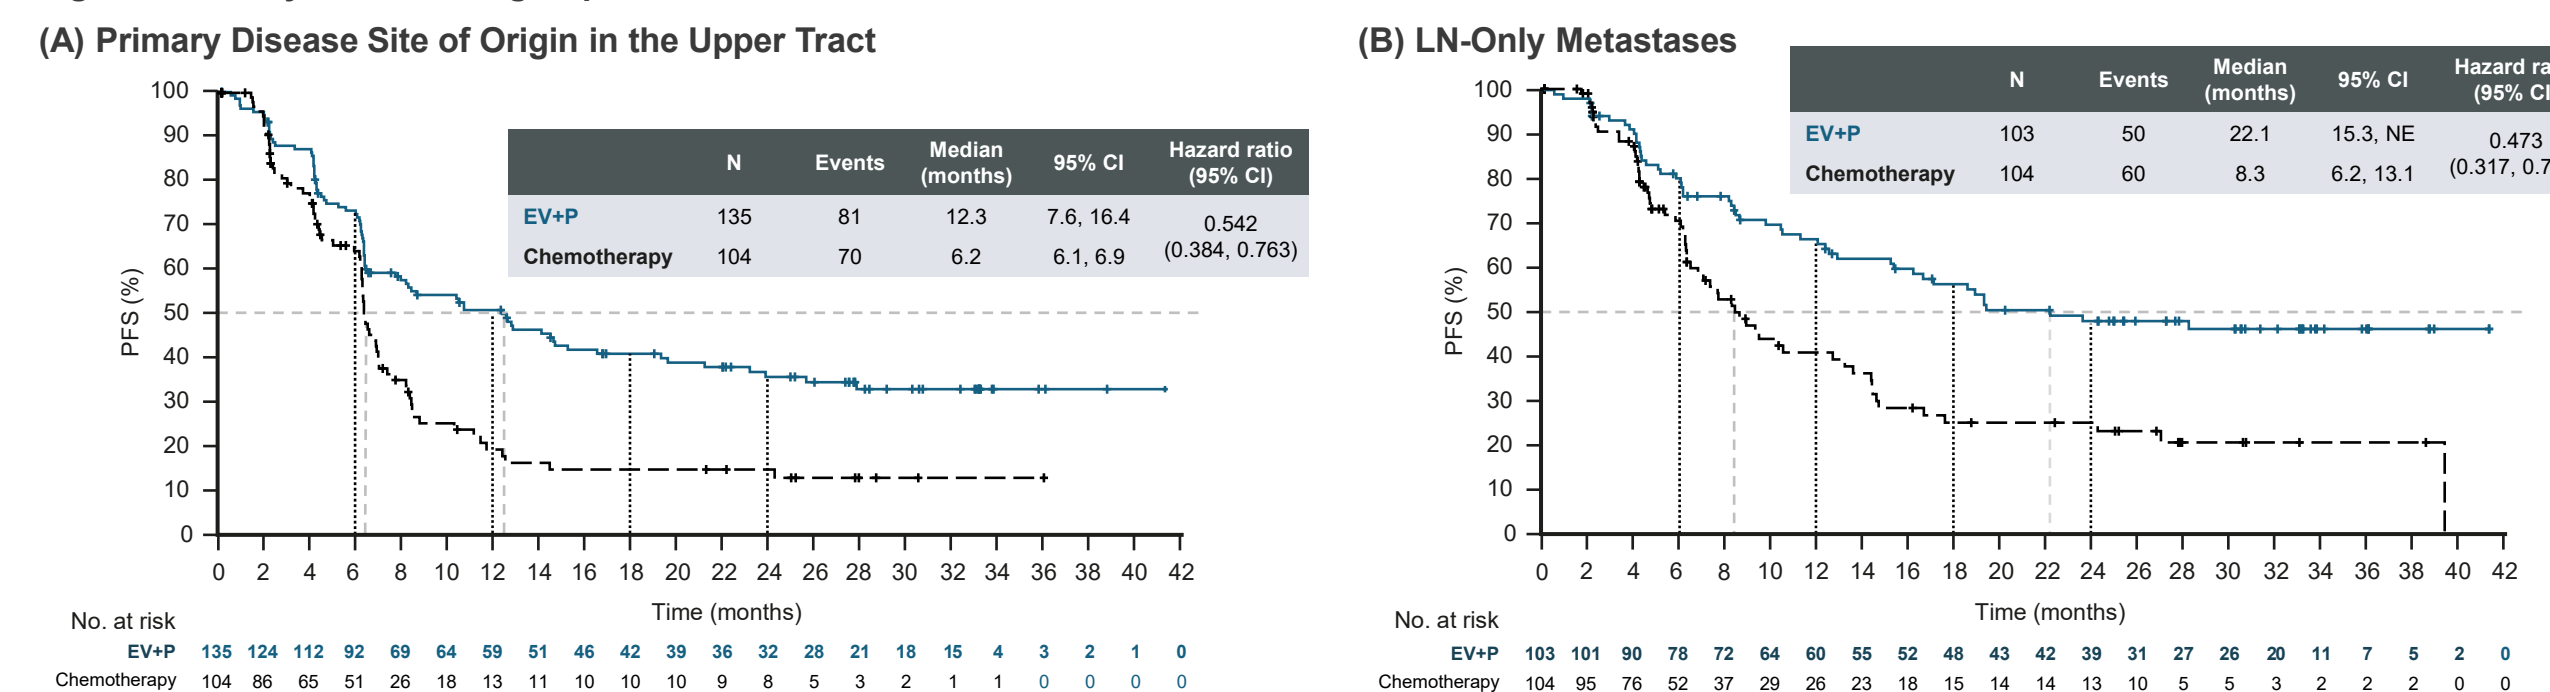 (A) Primary Disease Site of Origin in the Upper Tract
N Events Median (months) 95% CI Hazard ratio (95% CI)
EV+P 135 81 12.3 7.6, 16.4 0.542 (0.384, 0.763)
Chemotherapy 104 70 6.2 6.1, 6.9
PFS (%)
100
90
80
70
60
50
40
30
20
10
0
0 2 4 6 8 10 12 14 16 18 20 22 24 26 28 30 32 34 36 38 40 42
Time (months)
No. at risk
EV+P 135 124 112 92 69 64 59 51 46 42 39 36 32 28 21 18 15 4 3 2 1 0
Chemotherapy 104 86 65 51 26 18 13 11 10 10 10 9 8 5 3 2 1 1 0 0 0 0
(B) LN-Only Metastases
N Events Median (months) 95% CI Hazard ra (95% CI
EV+P 103 50 22.1 15.3, NE 0.473 (0.317, 0.7
Chemotherapy 104 60 8.3 6.2, 13.1
PFS (%)
100
90
80
70
60
50
40
30
20
10
0
0 2 4 6 8 10 12 14 16 18 20 22 24 26 28 30 32 34 36 38 40 42
Time (months)
No. at risk
EV+P 103 101 90 78 72 64 60 55 52 48 43 42 39 31 27 26 20 11 7 5 2 0
Chemotherapy 104 95 76 52 37 29 26 23 18 15 14 14 13 10 5 5 3 2 2 2 0 0